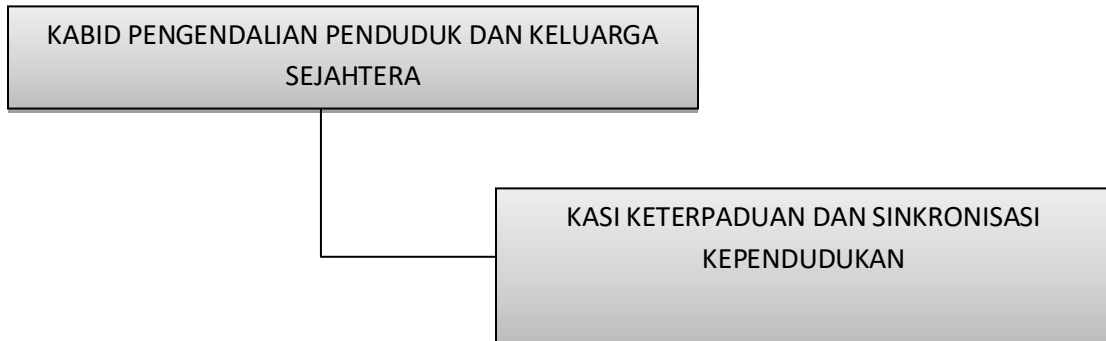 KABID PENGENDALIAN PENDUDUK DAN KELUARGA
SEJAHTERA
KASI KETERPADUAN DAN SINKRONISASI
KEPENDUDUKAN